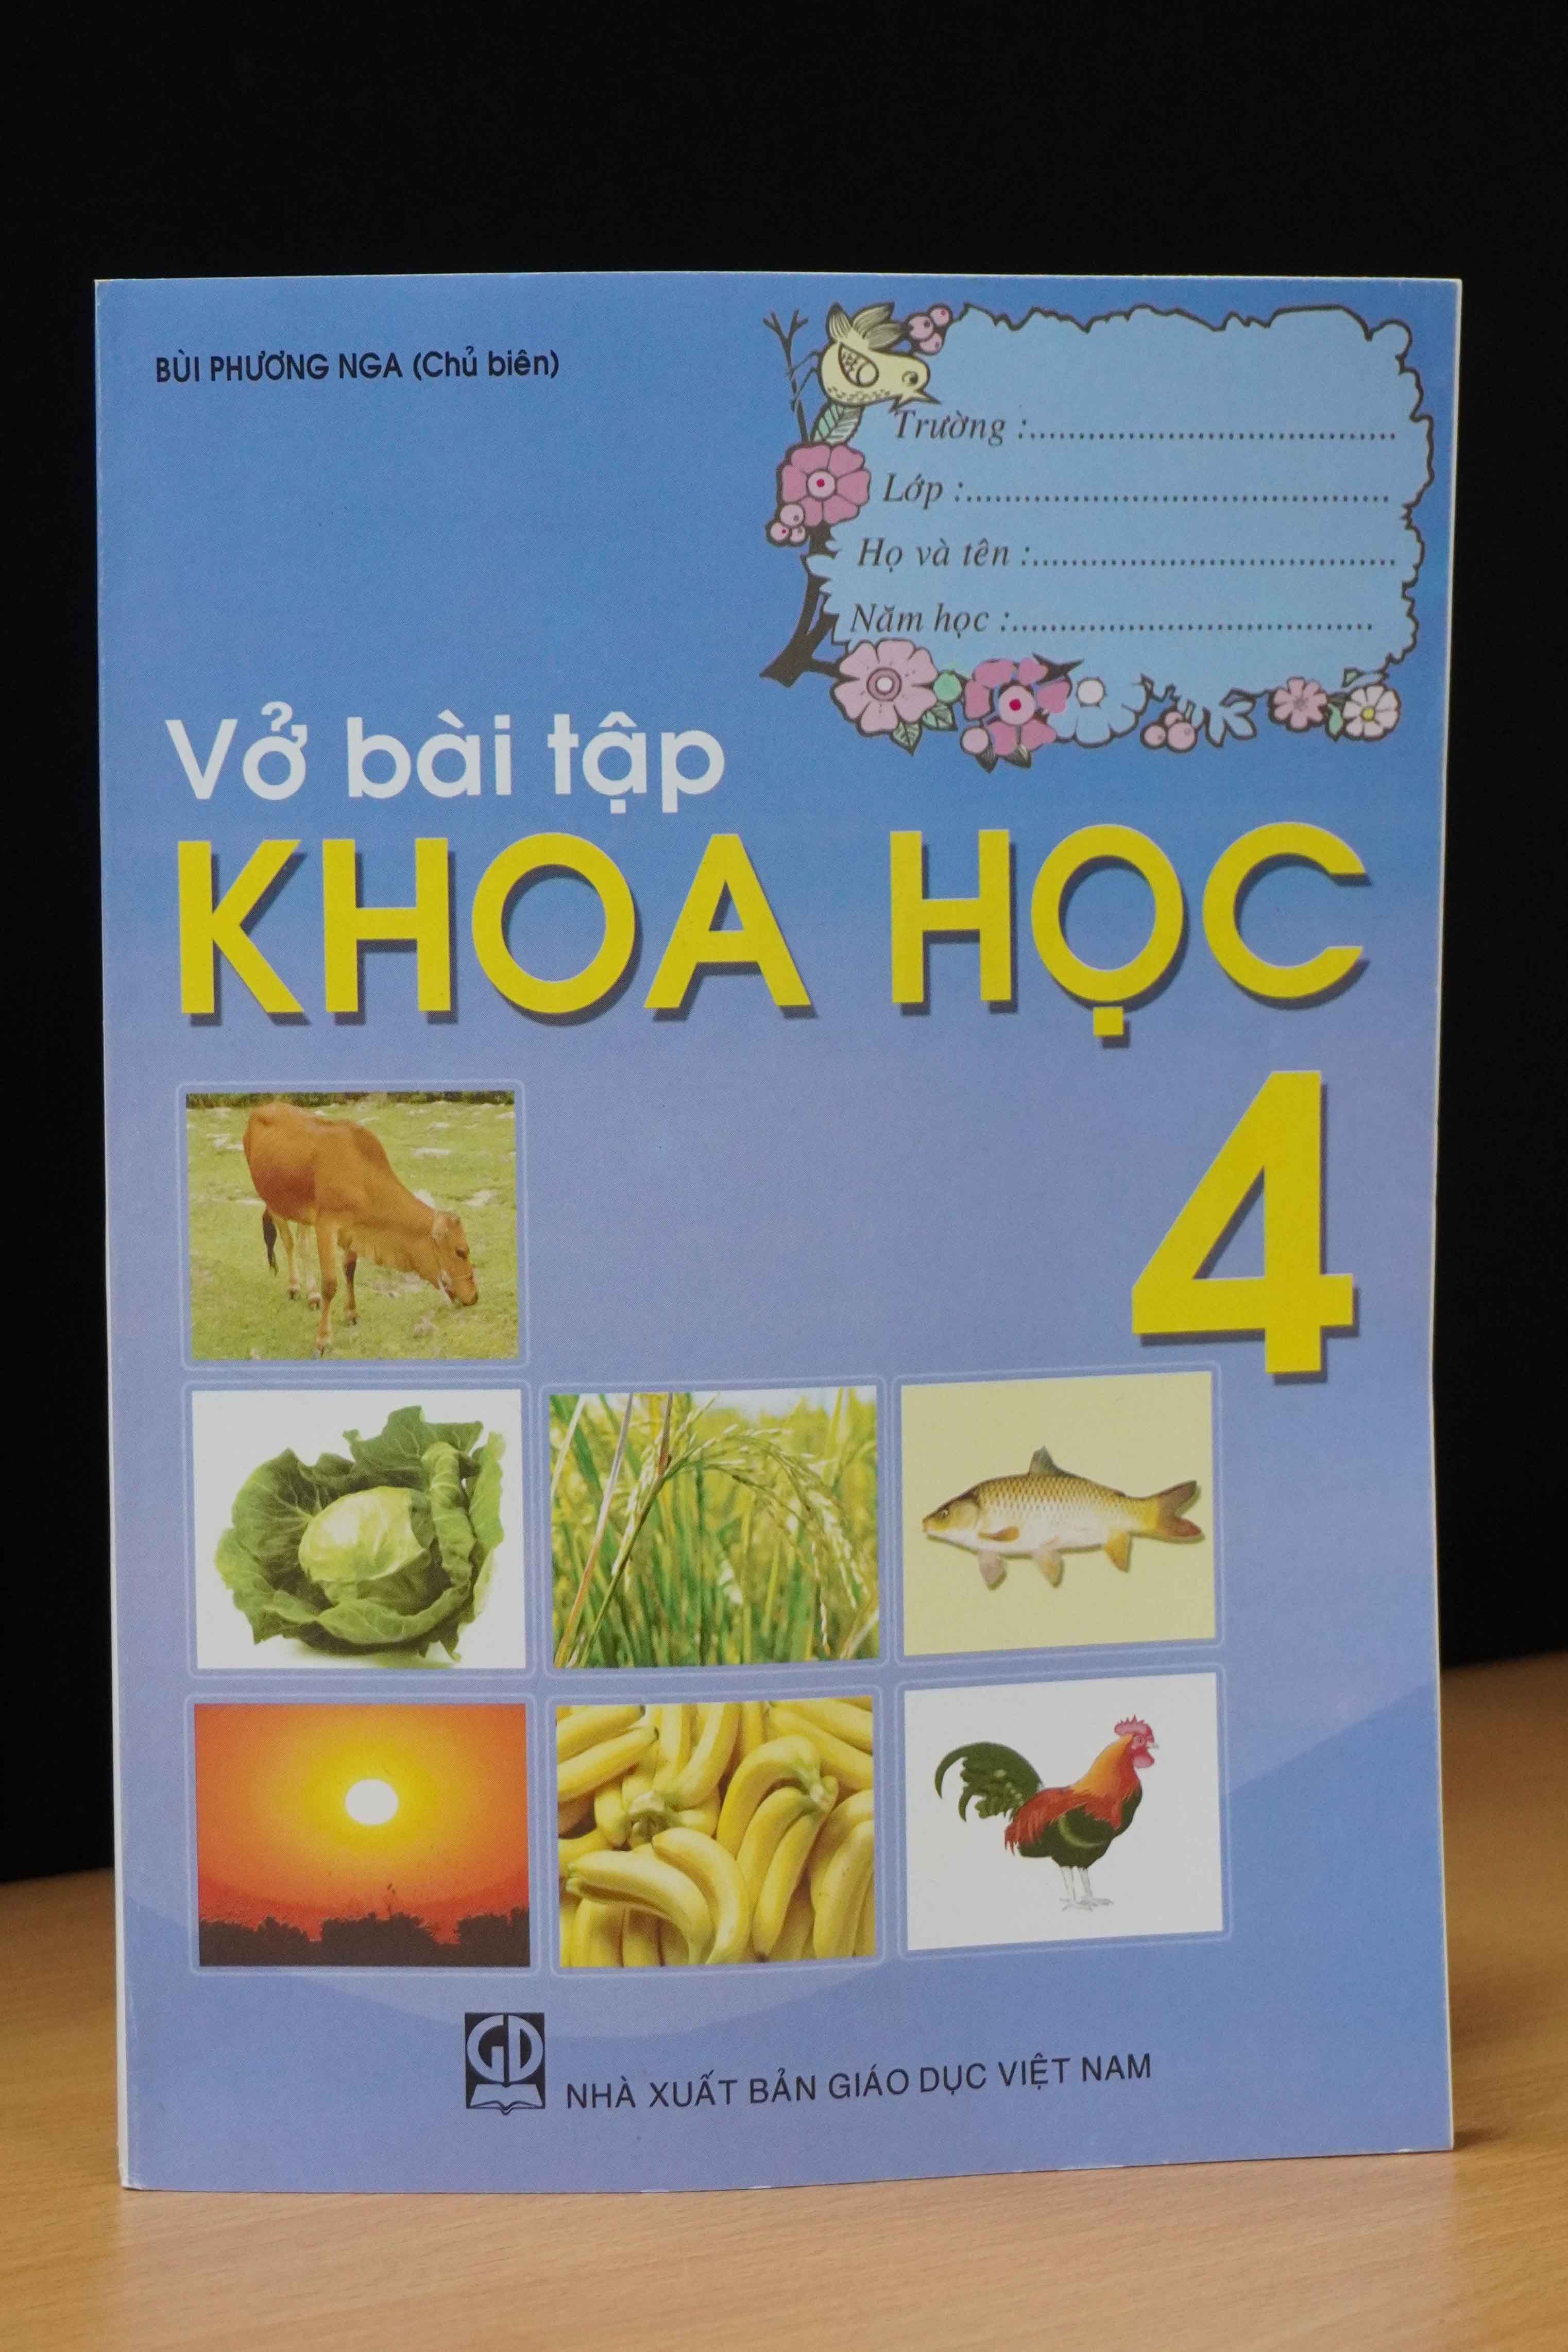 BÙI PHƯƠNG NGA (Chủ biên)
Trường :.......................................
Lớp :.............................................
Họ và tên :.......................................
Năm học :......................................
Vở bài tập
KHOA HỌC
4
GD
NHÀ XUẤT BẢN GIÁO DỤC VIỆT NAM